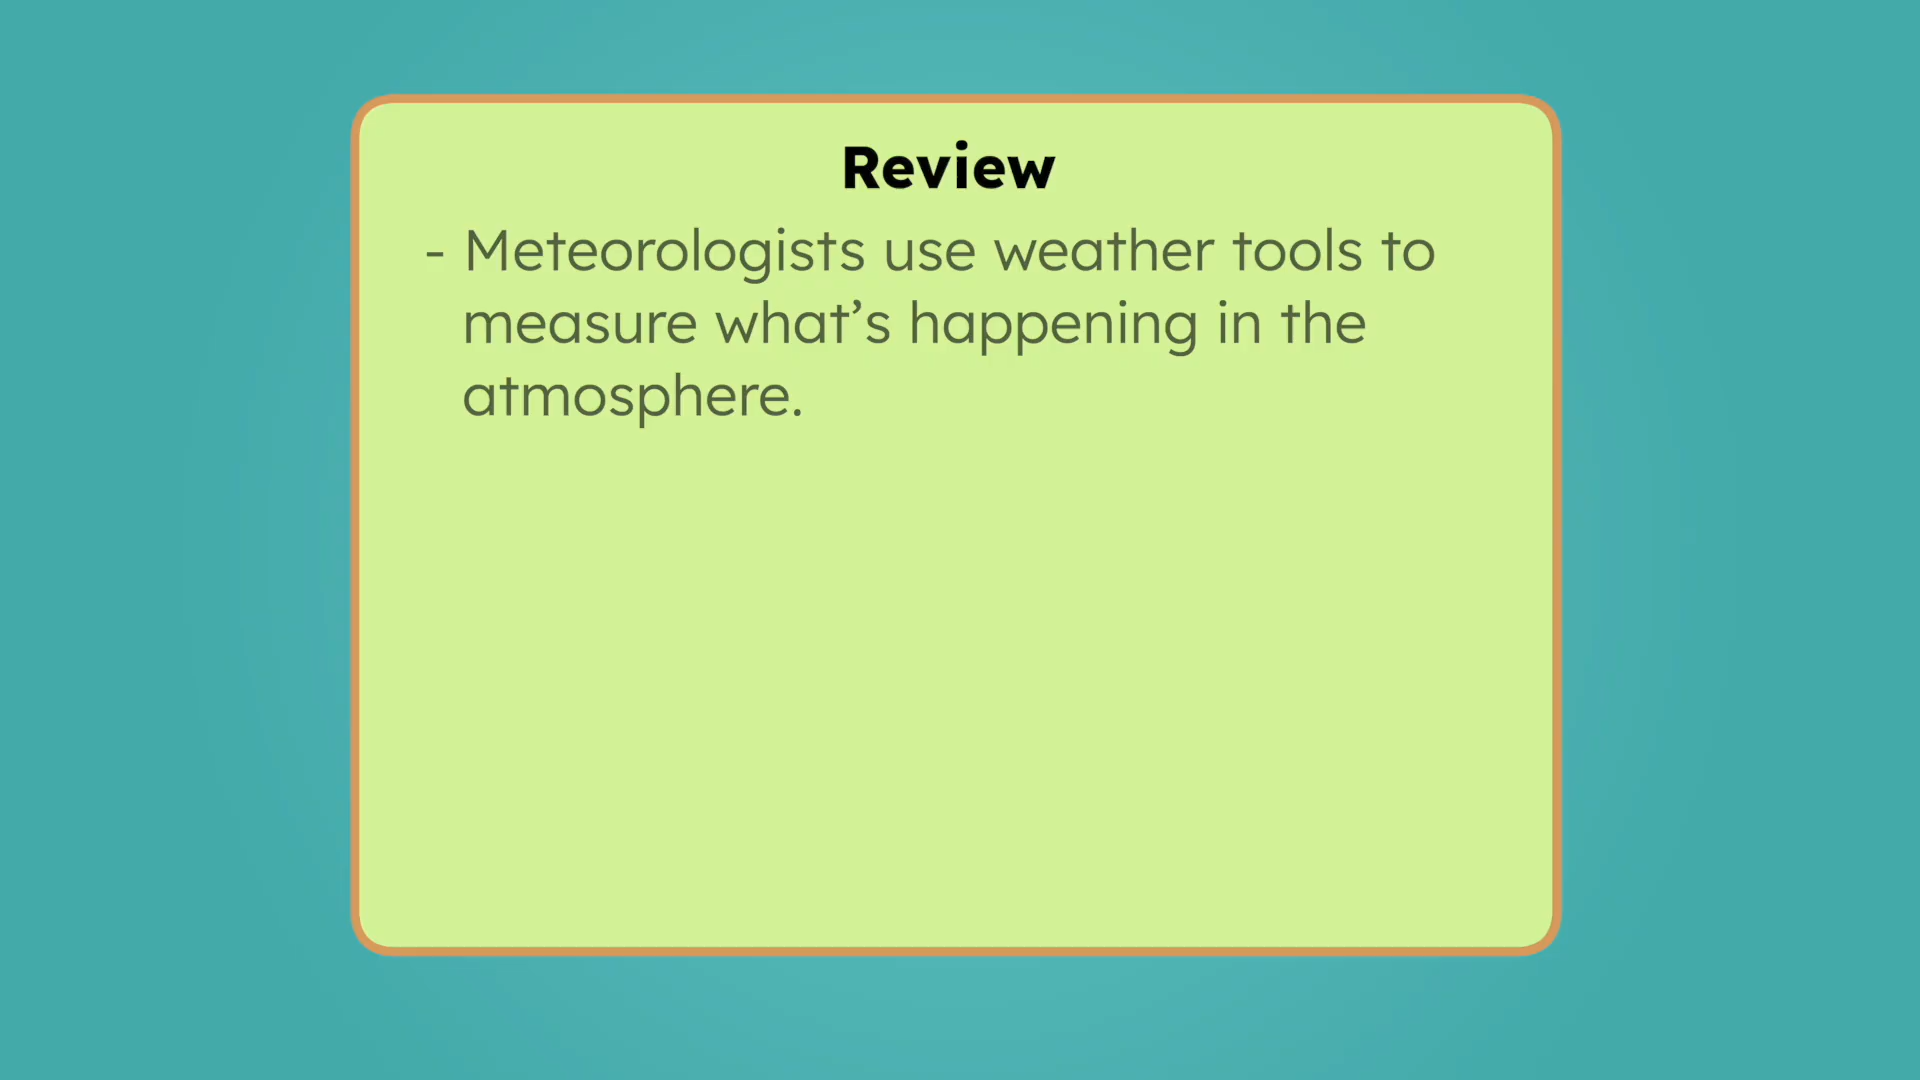 Review
- Meteorologists use weather tools to
measure what’s happening in the
atmosphere.